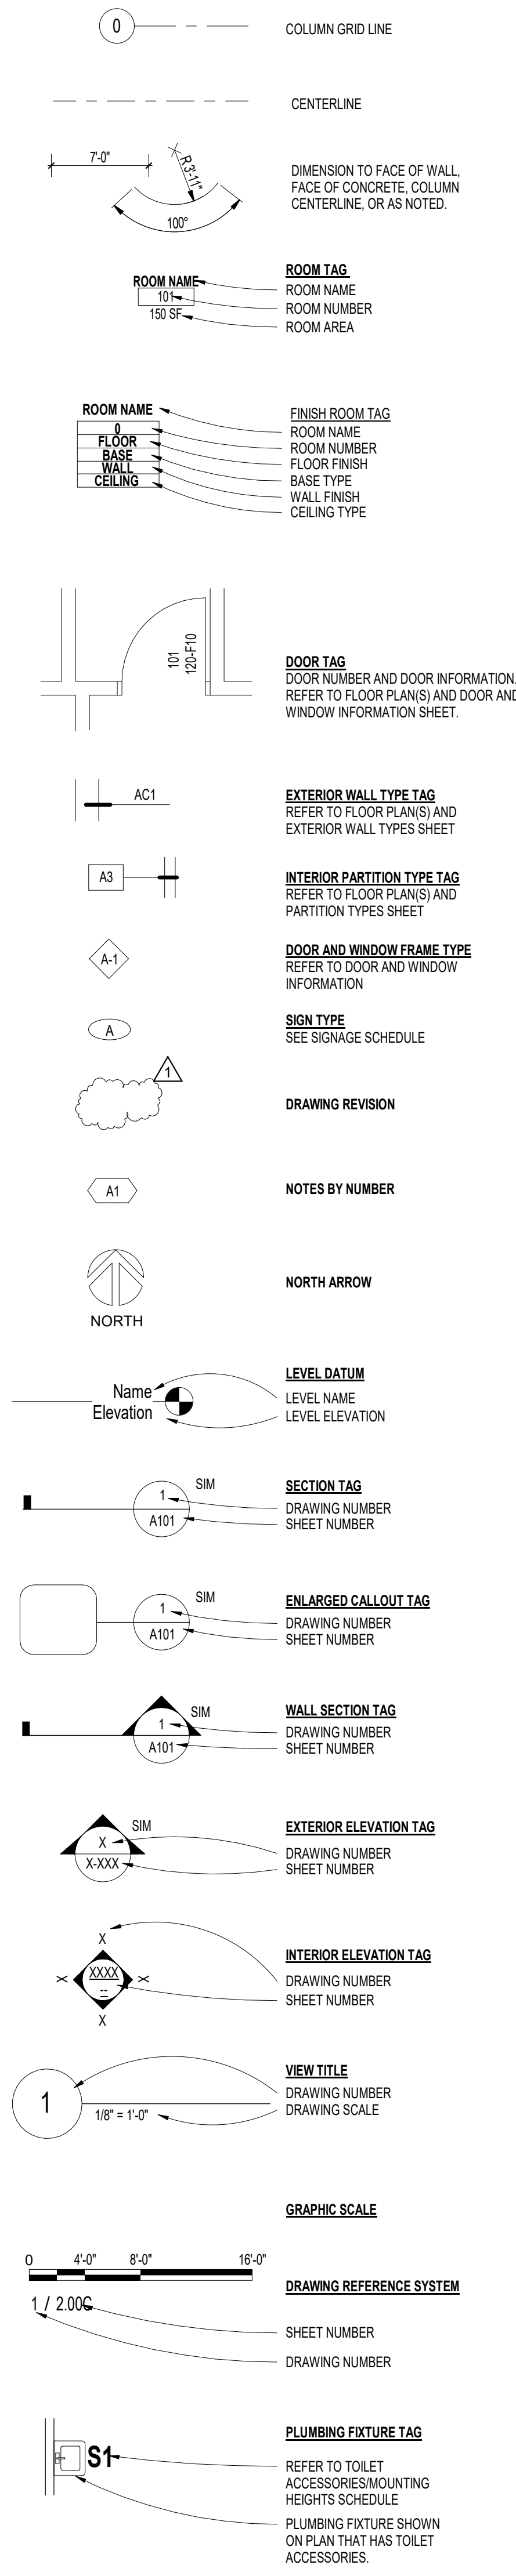 0
COLUMN GRID LINE
CENTERLINE
7'-0"
R 3'-11"
100°
DIMENSION TO FACE OF WALL,
FACE OF CONCRETE, COLUMN
CENTERLINE, OR AS NOTED.
ROOM NAME
101
150 SF
ROOM TAG
ROOM NAME
ROOM NUMBER
ROOM AREA
ROOM NAME
0
FLOOR
BASE
WALL
CEILING
FINISH ROOM TAG
ROOM NAME
ROOM NUMBER
FLOOR FINISH
BASE TYPE
WALL FINISH
CEILING TYPE
101
120-F10
DOOR TAG
DOOR NUMBER AND DOOR INFORMATION.
REFER TO FLOOR PLAN(S) AND DOOR AND
WINDOW INFORMATION SHEET.
AC1
EXTERIOR WALL TYPE TAG
REFER TO FLOOR PLAN(S) AND
EXTERIOR WALL TYPES SHEET
A3
INTERIOR PARTITION TYPE TAG
REFER TO FLOOR PLAN(S) AND
PARTITION TYPES SHEET
A-1
DOOR AND WINDOW FRAME TYPE
REFER TO DOOR AND WINDOW
INFORMATION
A
SIGN TYPE
SEE SIGNAGE SCHEDULE
1
DRAWING REVISION
A1
NOTES BY NUMBER
NORTH
NORTH ARROW
Name
Elevation
LEVEL DATUM
LEVEL NAME
LEVEL ELEVATION
SIM
1
A101
SECTION TAG
DRAWING NUMBER
SHEET NUMBER
SIM
1
A101
ENLARGED CALLOUT TAG
DRAWING NUMBER
SHEET NUMBER
SIM
1
A101
WALL SECTION TAG
DRAWING NUMBER
SHEET NUMBER
SIM
X
X-XXX
EXTERIOR ELEVATION TAG
DRAWING NUMBER
SHEET NUMBER
X
X
XXXX
--
X
X
INTERIOR ELEVATION TAG
DRAWING NUMBER
SHEET NUMBER
1
1/8" = 1'-0"
VIEW TITLE
DRAWING NUMBER
DRAWING SCALE
GRAPHIC SCALE
0 4'-0" 8'-0" 16'-0"
1 / 2.00C
DRAWING REFERENCE SYSTEM
SHEET NUMBER
DRAWING NUMBER
S1
PLUMBING FIXTURE TAG
REFER TO TOILET
ACCESSORIES/MOUNTING
HEIGHTS SCHEDULE
PLUMBING FIXTURE SHOWN
ON PLAN THAT HAS TOILET
ACCESSORIES.